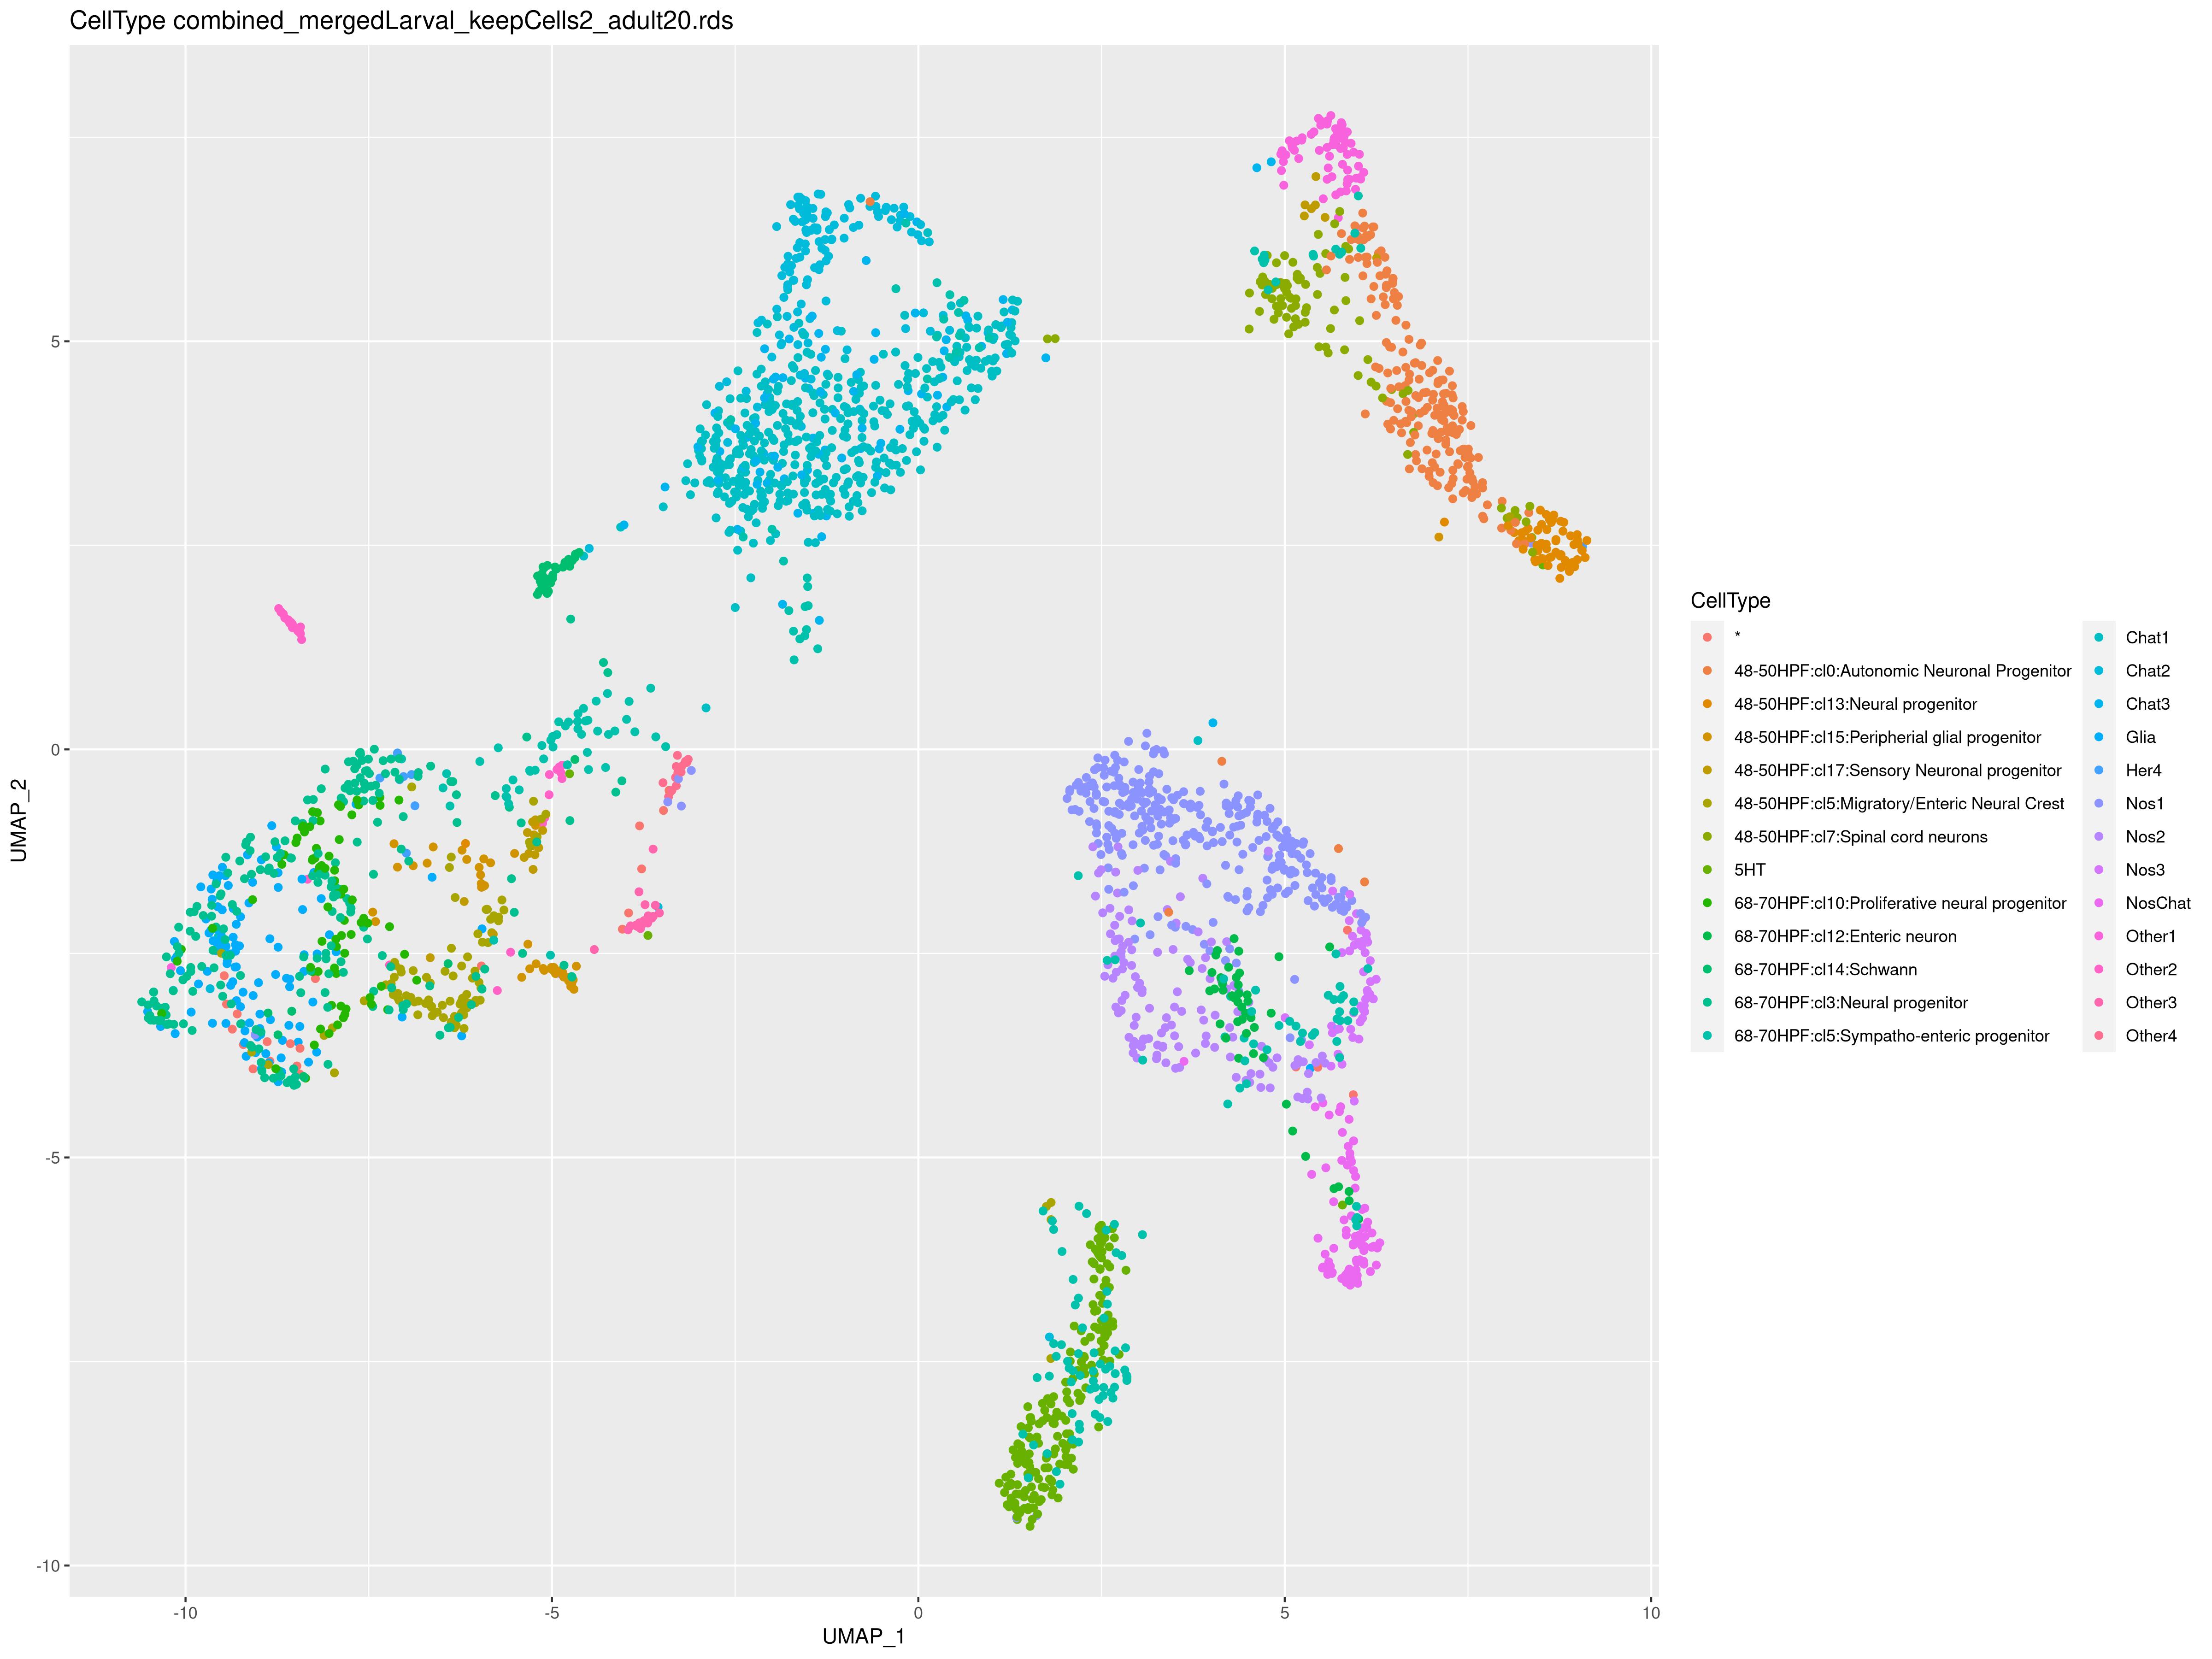 CellType combined_mergedLarval_keepCells2_adult20.rds
UMAP_2
5
0
-5
-10
-10
-5
0
5
10
UMAP_1
CellType
*
48-50HPF:cl0:Autonomic Neuronal Progenitor
48-50HPF:cl13:Neural progenitor
48-50HPF:cl15:Peripherial glial progenitor
48-50HPF:cl17:Sensory Neuronal progenitor
48-50HPF:cl5:Migratory/Enteric Neural Crest
48-50HPF:cl7:Spinal cord neurons
5HT
68-70HPF:cl10:Proliferative neural progenitor
68-70HPF:cl12:Enteric neuron
68-70HPF:cl14:Schwann
68-70HPF:cl3:Neural progenitor
68-70HPF:cl5:Sympatho-enteric progenitor
Chat1
Chat2
Chat3
Glia
Her4
Nos1
Nos2
Nos3
NosChat
Other1
Other2
Other3
Other4